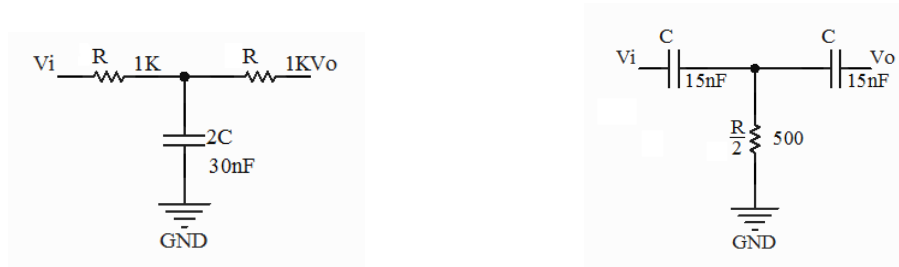 Vi R 1K R 1KVo
2C
30nF
GND
C C
Vi Vo
15nF 15nF
R
2 500
GND